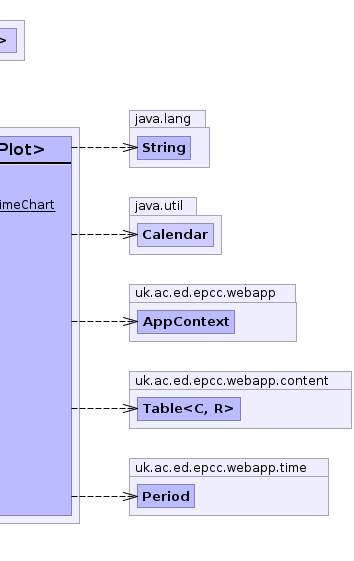 >
Plot>
imeChart
java.lang
String
java.util
Calendar
uk.ac.ed.epcc.webapp
AppContext
uk.ac.ed.epcc.webapp.content
Table<C, R>
uk.ac.ed.epcc.webapp.time
Period